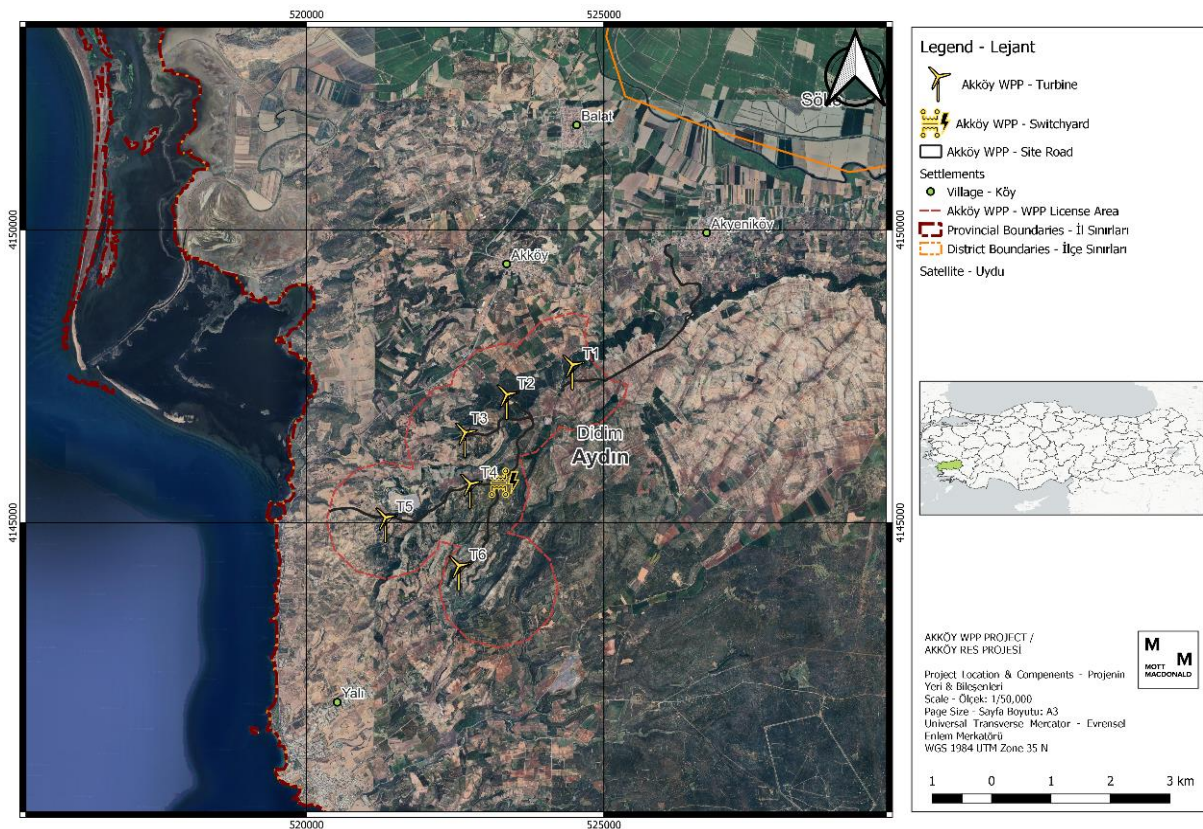 520000
525000
Balat
Akyeniköy
4150000
4150000
Akköy
T1
T2
T3
Didim
Aydın
T4
T5
4145000
4145000
T6
Yalı
520000
525000
Legend - Lejant
Akköy WPP - Turbine
Akköy WPP - Switchyard
Akköy WPP - Site Road
Settlements
Village - Köy
Akköy WPP - WPP License Area
Provincial Boundaries - İl Sınırları
District Boundaries - İlçe Sınırları
Satellite - Uydu
AKKÖY WPP PROJECT /
AKKÖY RES PROJESİ
Project Location & Components - Projenin
Yeri & Bileşenleri
Scale - Ölçek: 1/50,000
Page Size - Sayfa Boyutu: A3
Universal Transverse Mercator - Evrensel
Enlem Merkatörü
WGS 1984 UTM Zone 35 N
M
M
MOTT
MACDONALD
1 0 1 2 3 km